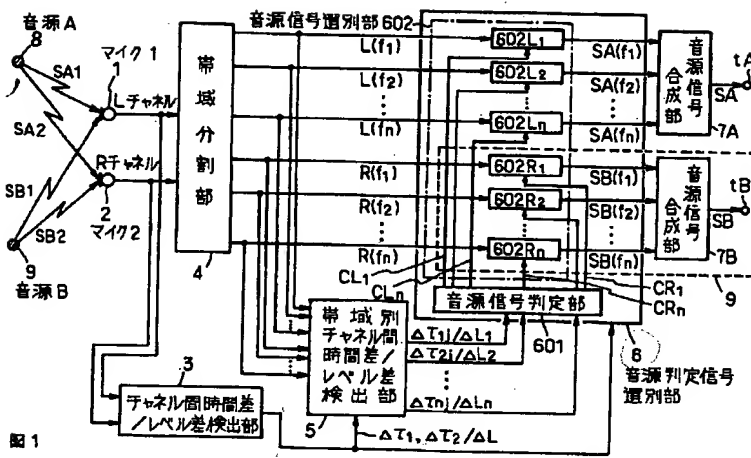 音源A
8
SA1
マイク1
1
Lチャネル
SA2
Rチャネル
SB1
2
マイク2
SB2
9
音源B
帯域分割部
4
音源信号選別部602
L(f1)
602L1
SA(f1)
L(f2)
602L2
SA(f2)
L(fn)
602Ln
SA(fn)
音源信号合成部
7A
tA
SA
R(f1)
602R1
SB(f1)
R(f2)
602R2
SB(f2)
R(fn)
602Rn
SB(fn)
音源信号合成部
7B
tB
SB
CL1
CLn
CR1
CRn
9
音源信号判定部
601
6
音源判定信号
選別部
帯域別
チャネル間
時間差/
レベル差
検出部
5
Δτ1j/ΔL1
Δτ2j/ΔL2
Δτnj/ΔLn
3
チャネル間時間差
/レベル差検出部
Δτ1, Δτ2/ΔL
図1